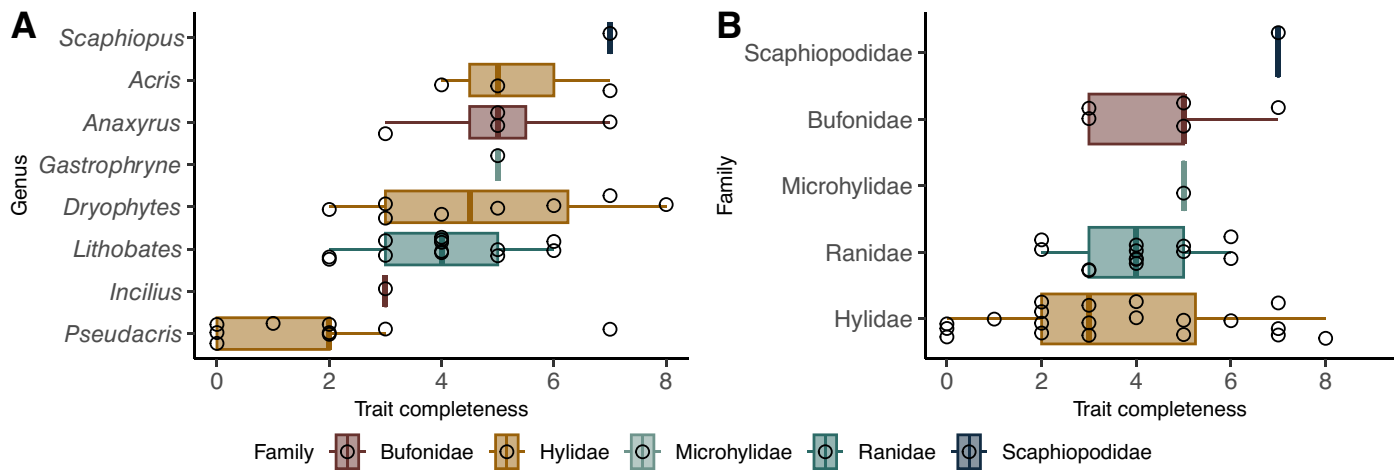 A
Genus
Scaphiopus
Acris
Anaxyrus
Gastrophryne
Dryophytes
Lithobates
Incilius
Pseudacris
0 2 4 6 8
Trait completeness
B
Family
Scaphiopodidae
Bufonidae
Microhylidae
Ranidae
Hylidae
0 2 4 6 8
Trait completeness
Family Bufonidae Hylidae Microhylidae Ranidae Scaphiopodidae